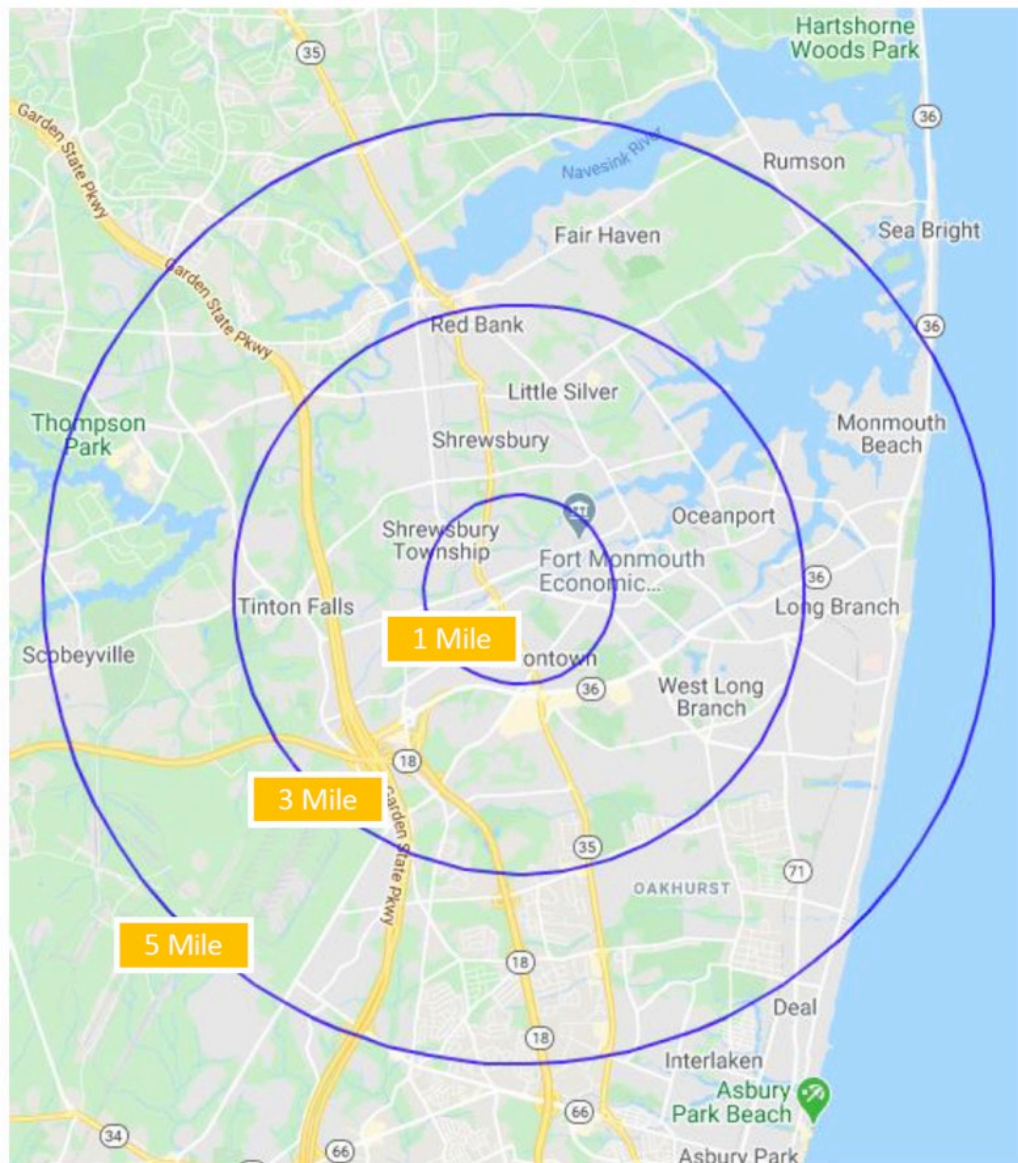 Hartshorne
Woods Park
35
36
Garden State Pkwy
Navesink River
Rumson
Fair Haven
Sea Bright
Garden State Pkwy
Red Bank
36
Little Silver
Thompson
Park
Monmouth
Beach
Shrewsbury
Oceanport
Shrewsbury
Township
Fort Monmouth
Economic...
36
Tinton Falls
Long Branch
1 Mile
Scobeyville
ontown
36
West Long
Branch
18
3 Mile
Garden State Pkwy
35
71
OAKHURST
5 Mile
18
Deal
18
Interlaken
Asbury
Park Beach
66
34
66
Asbury Park